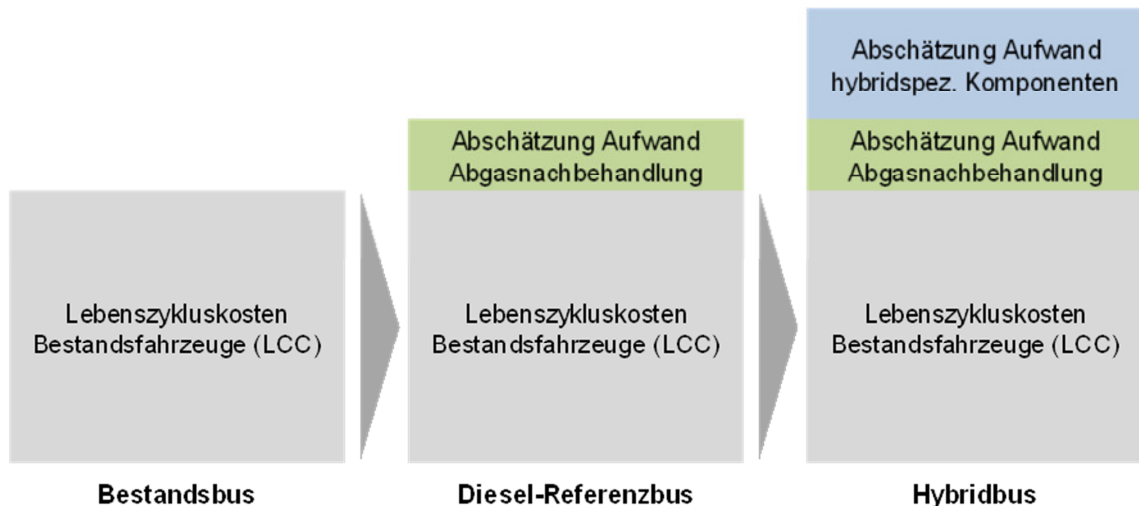 Abschätzung Aufwand
hybridspez. Komponenten
Abschätzung Aufwand
Abgasnachbehandlung
Abschätzung Aufwand
Abgasnachbehandlung
Lebenszykluskosten
Bestandsfahrzeuge (LCC)
Lebenszykluskosten
Bestandsfahrzeuge (LCC)
Lebenszykluskosten
Bestandsfahrzeuge (LCC)
Bestandsbus
Diesel-Referenzbus
Hybridbus